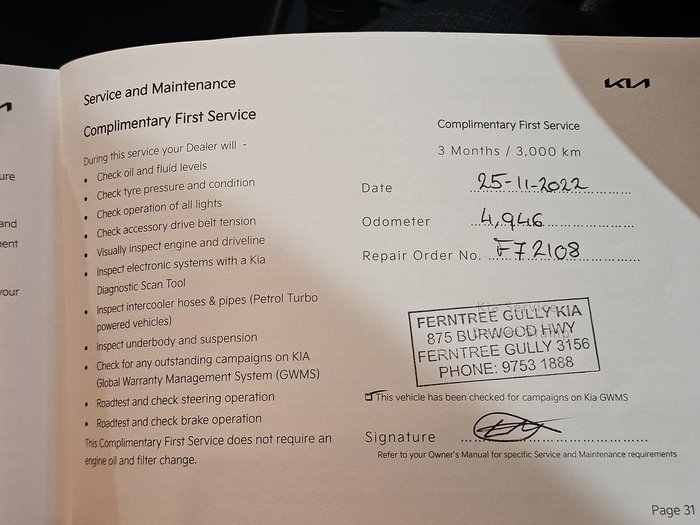 ure
and
ent
your
Service and Maintenance
KIA
Complimentary First Service
During this service your Dealer will -
• Check oil and fluid levels
• Check tyre pressure and condition
• Check operation of all lights
• Check accessory drive belt tension
• Visually inspect engine and driveline
• Inspect electronic systems with a Kia
Diagnostic Scan Tool
• Inspect intercooler hoses & pipes (Petrol Turbo
powered vehicles)
• Inspect underbody and suspension
• Check for any outstanding campaigns on KIA
Global Warranty Management System (GWMS)
• Roadtest and check steering operation
• Roadtest and check brake operation
This Complimentary First Service does not require an
engine oil and filter change.
Complimentary First Service
3 Months / 3,000 km
Date 25-11-2022
Odometer 4,946
Repair Order No. F72108
FERNTREE GULLY KIA
875 BURWOOD HWY
FERNTREE GULLY 3156
PHONE: 9753 1888
This vehicle has been checked for campaigns on Kia GWMS
Signature
Refer to your Owner's Manual for specific Service and Maintenance requirements
Page 31